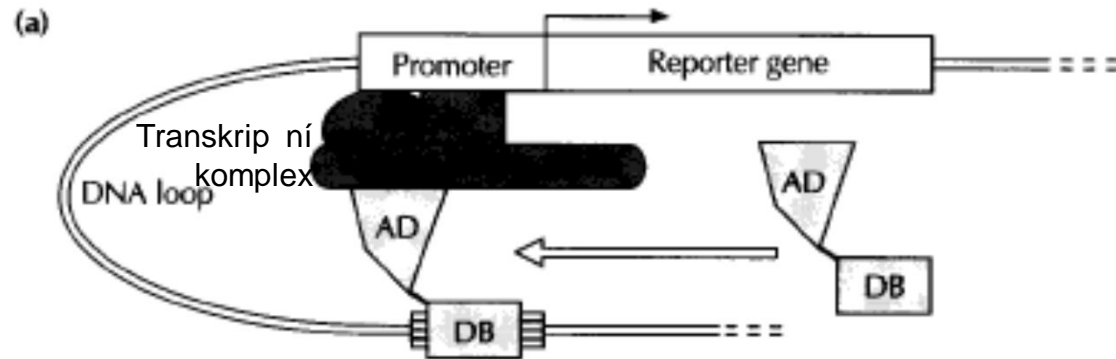 (a)
Promoter
Reporter gene
Transkrip ní
komplex
DNA loop
AD
AD
DB
DB